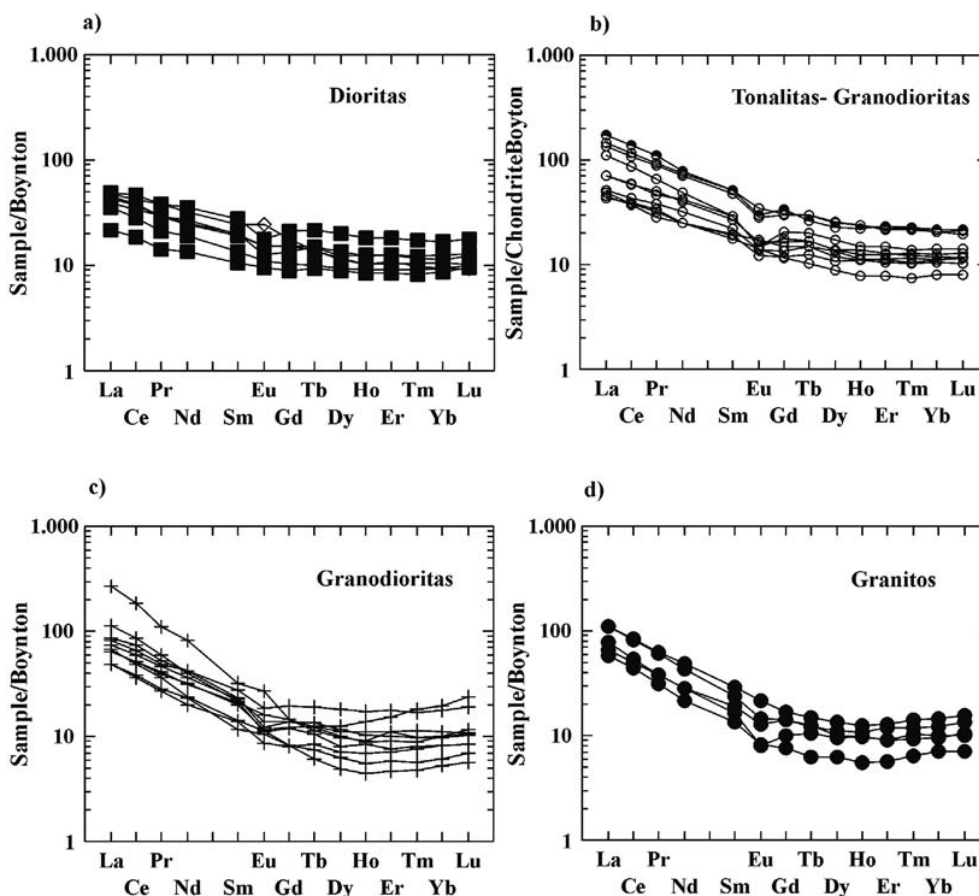 a)
Dioritas
Sample/Boynton
1.000
100
10
1
La Pr Eu Tb Ho Tm Lu
Ce Nd Sm Gd Dy Er Yb
b)
Tonalitas- Granodioritas
Sample/ChondriteBoyton
1.000
100
10
1
La Pr Eu Tb Ho Tm Lu
Ce Nd Sm Gd Dy Er Yb
c)
Granodioritas
Sample/Boynton
1.000
100
10
1
La Pr Eu Tb Ho Tm Lu
Ce Nd Sm Gd Dy Er Yb
d)
Granitos
Sample/Boynton
1.000
100
10
1
La Pr Eu Tb Ho Tm Lu
Ce Nd Sm Gd Dy Er Yb